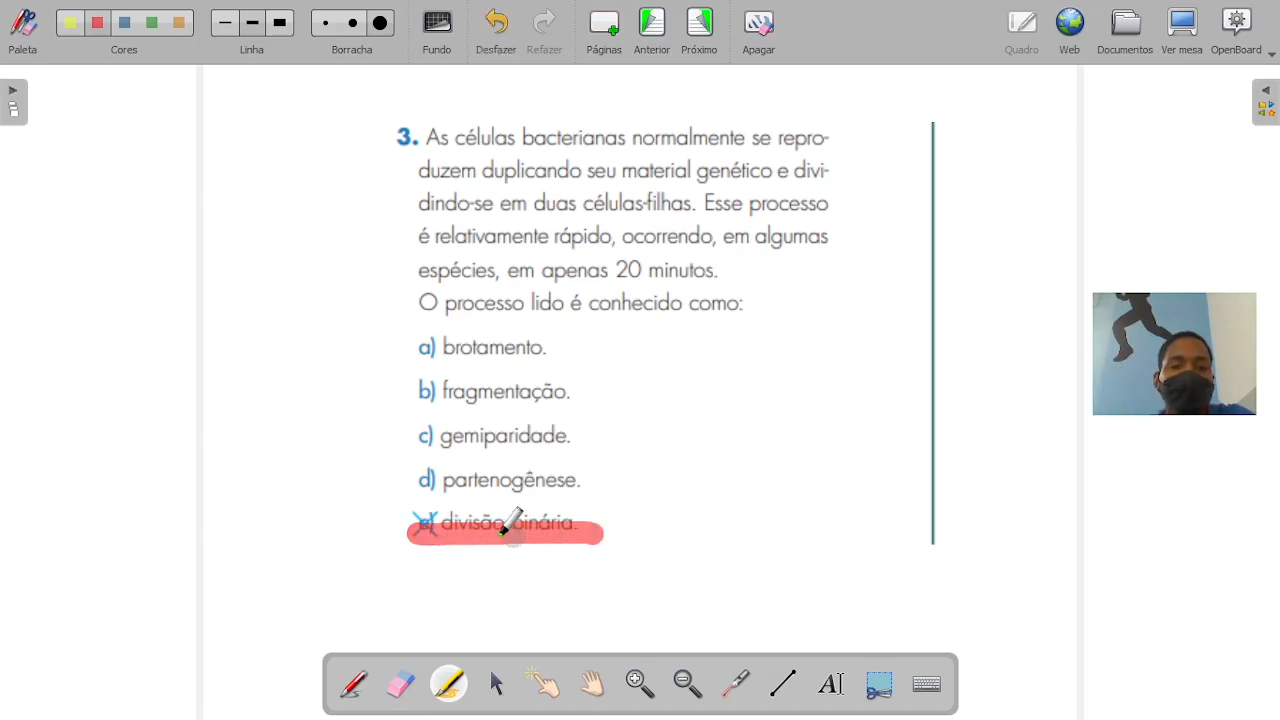 Paleta
Cores
Linha
Borracha
Fundo
Desfazer
Refazer
Páginas
Anterior
Próximo
Apagar
Quadro
Web
Documentos
Ver mesa
OpenBoard
3. As células bacterianas normalmente se repro-
duzem duplicando seu material genético e divi-
dindo-se em duas células-filhas. Esse processo
é relativamente rápido, ocorrendo, em algumas
espécies, em apenas 20 minutos.
O processo lido é conhecido como:
a) brotamento.
b) fragmentação.
c) gemiparidade.
d) partenogênese.
e) divisão binária.